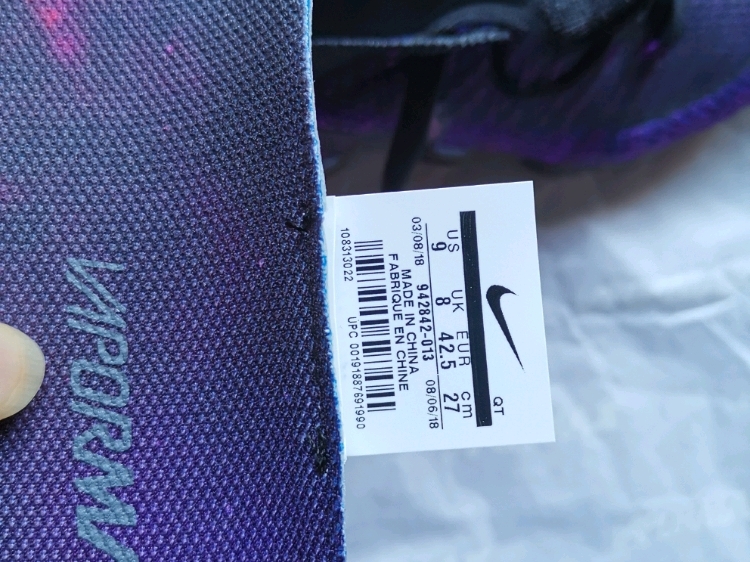 VAPORM
QT
US UK EUR cm
9 8 42.5 27
03/08/18 942842-013 08/06/18
MADE IN CHINA
FABRIQUE EN CHINE
108313022 UPC 00191887691990